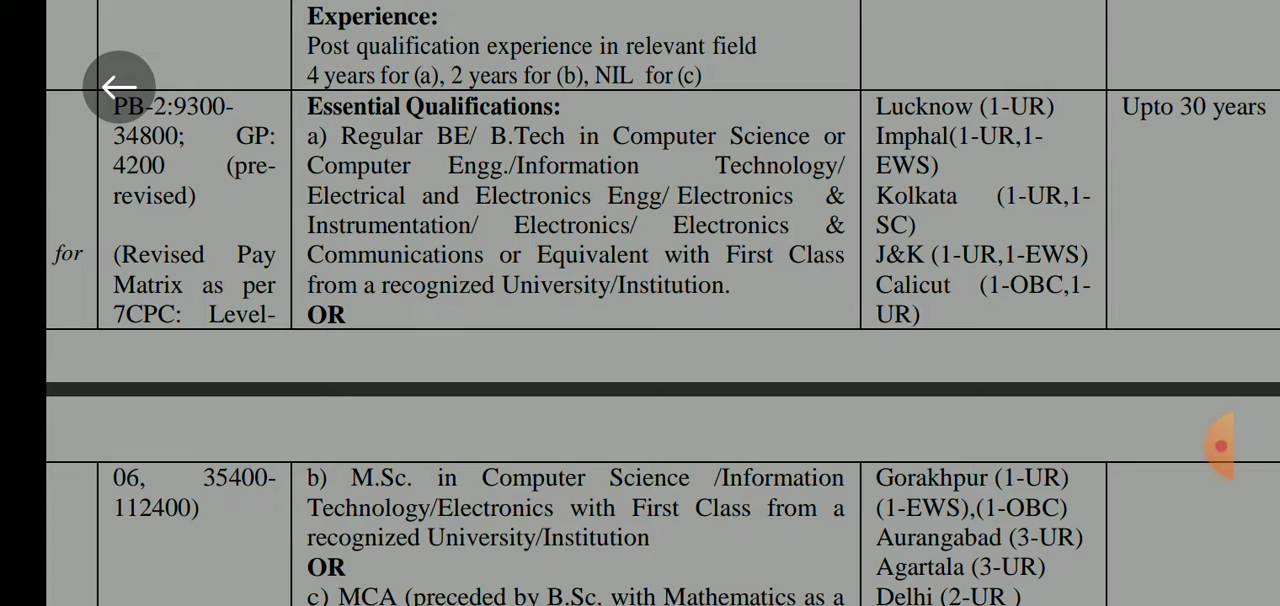 Experience:
Post qualification experience in relevant field
4 years for (a), 2 years for (b), NIL for (c)
for
PB-2:9300-
34800; GP:
4200 (pre-
revised)
(Revised Pay
Matrix as per
7CPC: Level-
Essential Qualifications:
a) Regular BE/ B.Tech in Computer Science or
Computer Engg./Information Technology/
Electrical and Electronics Engg/ Electronics &
Instrumentation/ Electronics/ Electronics &
Communications or Equivalent with First Class
from a recognized University/Institution.
OR
Lucknow (1-UR)
Imphal(1-UR,1-
EWS)
Kolkata (1-UR,1-
SC)
J&K (1-UR,1-EWS)
Calicut (1-OBC,1-
UR)
Upto 30 years
06, 35400-
112400)
b) M.Sc. in Computer Science /Information
Technology/Electronics with First Class from a
recognized University/Institution
OR
c) MCA (preceded by B.Sc. with Mathematics as a
Gorakhpur (1-UR)
(1-EWS),(1-OBC)
Aurangabad (3-UR)
Agartala (3-UR)
Delhi (2-UR )